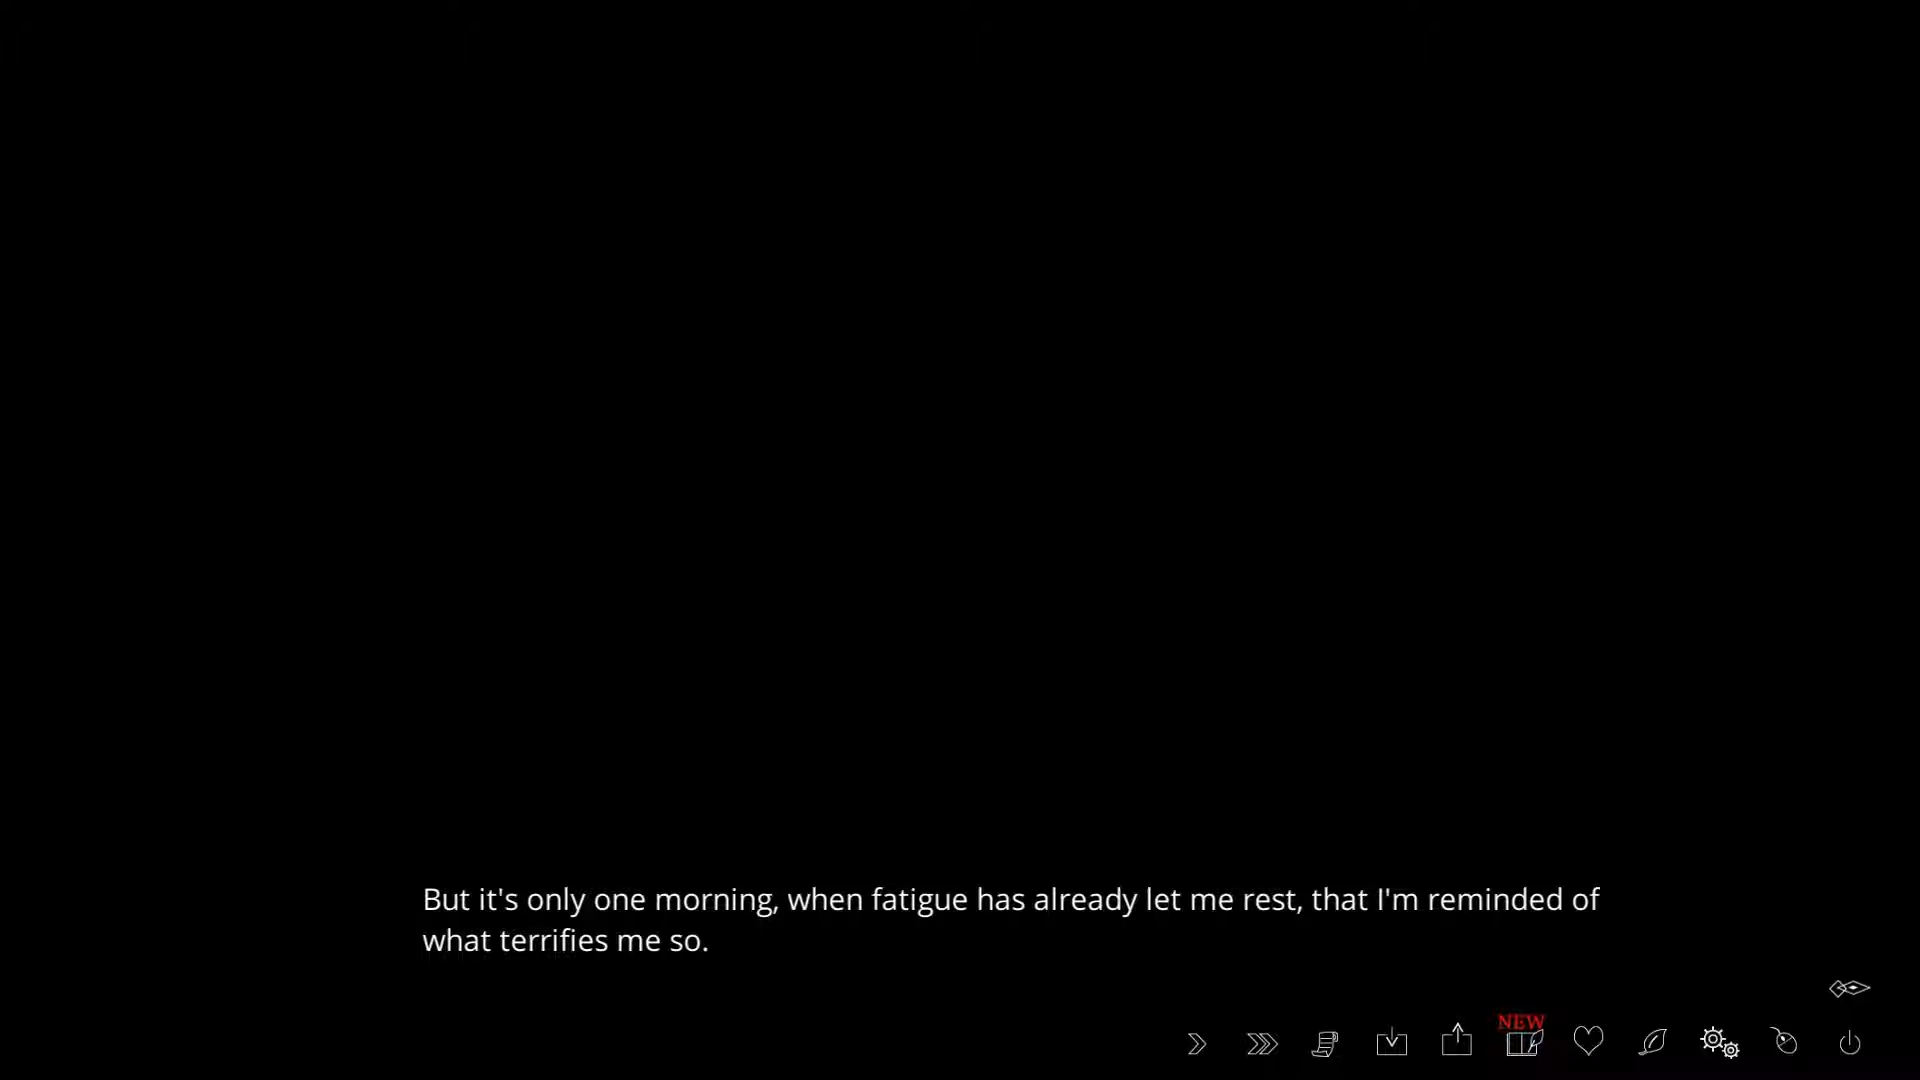 But it's only one morning, when fatigue has already let me rest, that I'm reminded of
what terrifies me so.
NEW